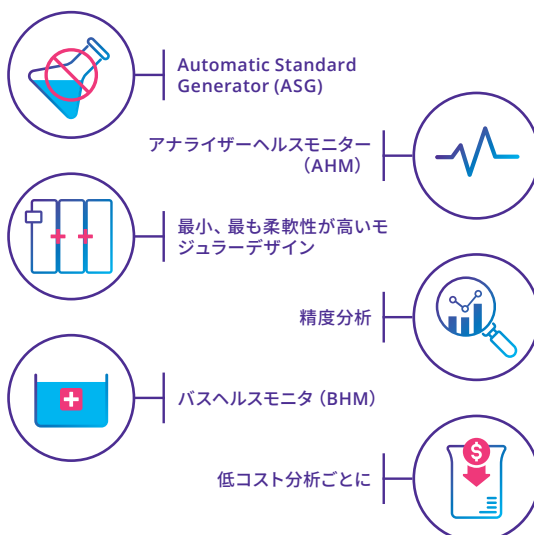 Automatic Standard
Generator (ASG)
アナライザーヘルスモニター
（AHM）
最小、最も柔軟性が高いモ
ジュラーデザイン
精度分析
バスヘルスモニタ（BHM）
低コスト分析ごとに
$